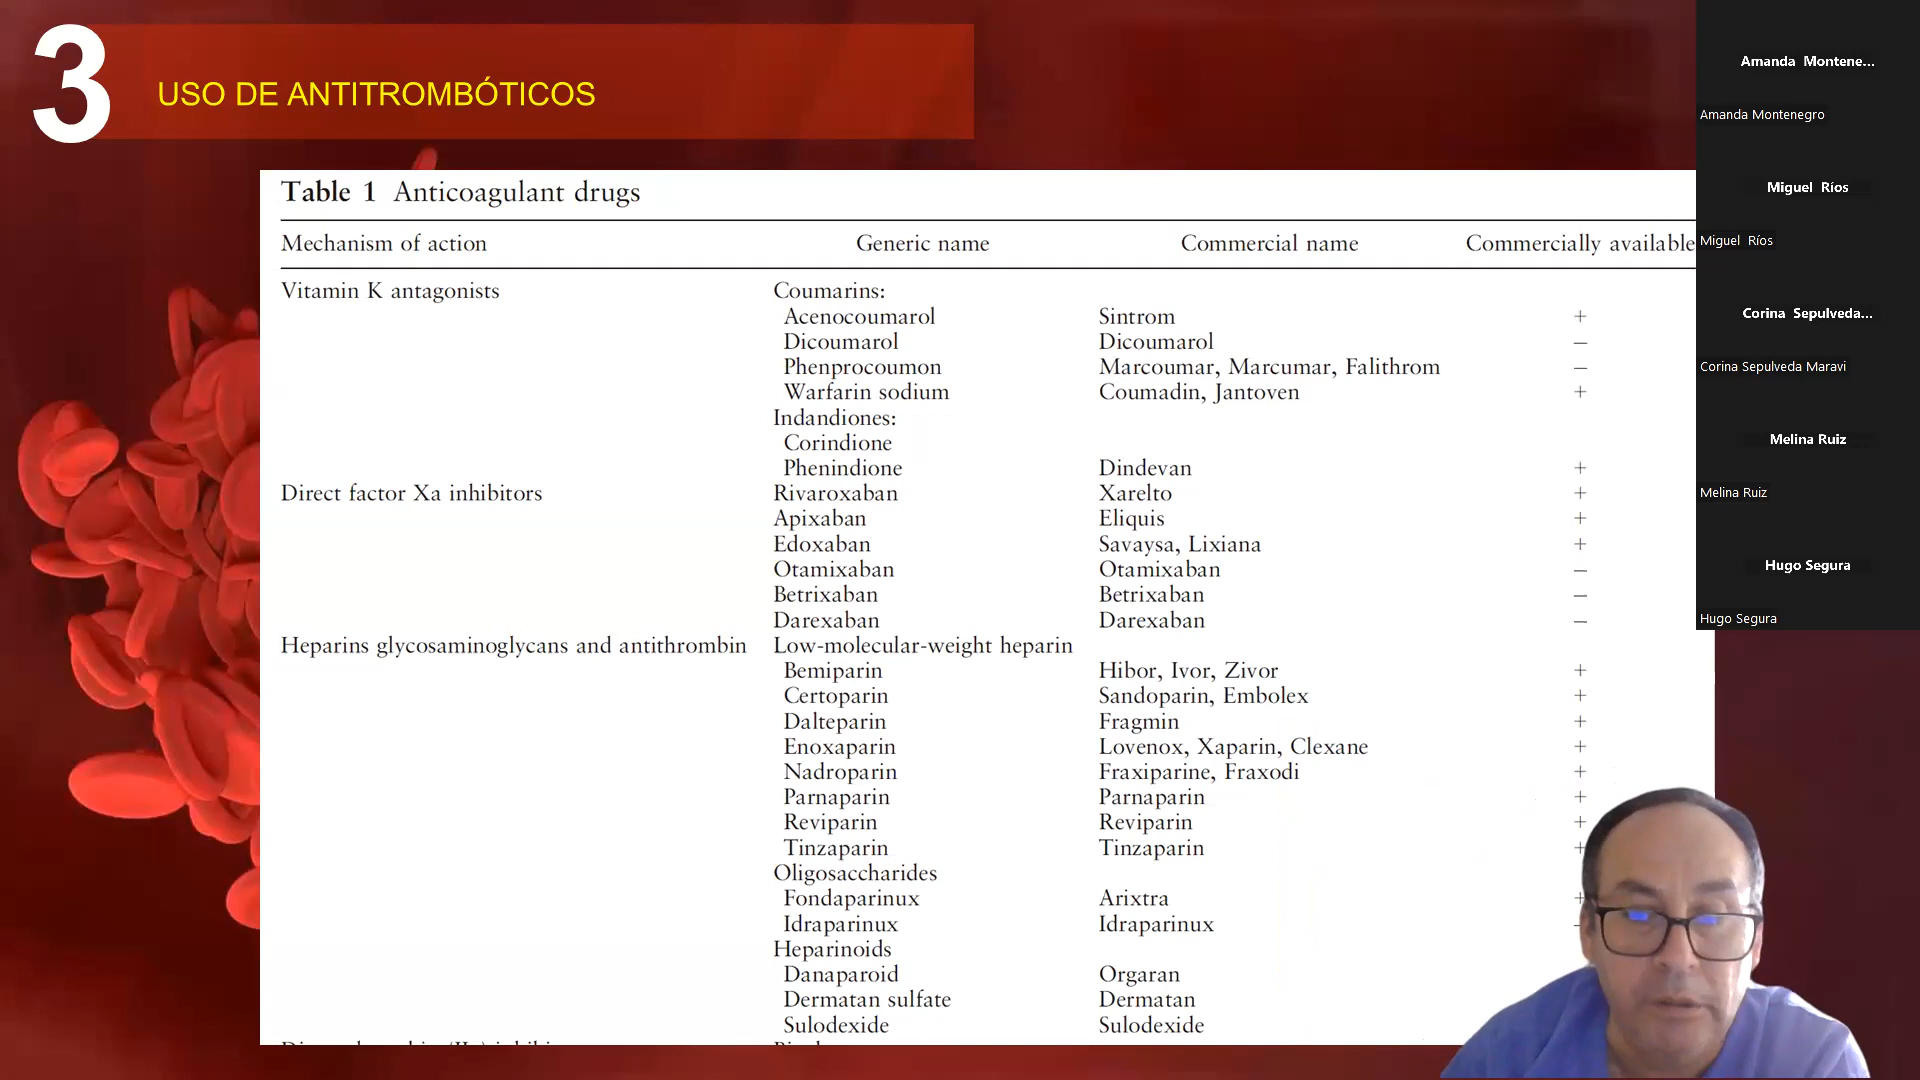 3
USO DE ANTITROMBÓTICOS
Table 1 Anticoagulant drugs
Mechanism of action Generic name Commercial name Commercially available
Vitamin K antagonists Coumarins:
Acenocoumarol Sintrom +
Dicoumarol Dicoumarol −
Phenprocoumon Marcoumar, Marcumar, Falithrom −
Warfarin sodium Coumadin, Jantoven +
Indandiones:
Corindione
Phenindione Dindevan +
Direct factor Xa inhibitors Rivaroxaban Xarelto +
Apixaban Eliquis +
Edoxaban Savaysa, Lixiana +
Otamixaban Otamixaban −
Betrixaban Betrixaban −
Darexaban Darexaban −
Heparins glycosaminoglycans and antithrombin Low-molecular-weight heparin
Bemiparin Hibor, Ivor, Zivor +
Certoparin Sandoparin, Embolex +
Dalteparin Fragmin +
Enoxaparin Lovenox, Xaparin, Clexane +
Nadroparin Fraxiparine, Fraxodi +
Parnaparin Parnaparin +
Reviparin Reviparin +
Tinzaparin Tinzaparin +
Oligosaccharides
Fondaparinux Arixtra +
Idraparinux Idraparinux
Heparinoids
Danaparoid Orgaran
Dermatan sulfate Dermatan
Sulodexide Sulodexide
Amanda Montene...
Amanda Montenegro
Miguel Ríos
Miguel Ríos
Corina Sepulveda...
Corina Sepulveda Maravi
Melina Ruiz
Melina Ruiz
Hugo Segura
Hugo Segura